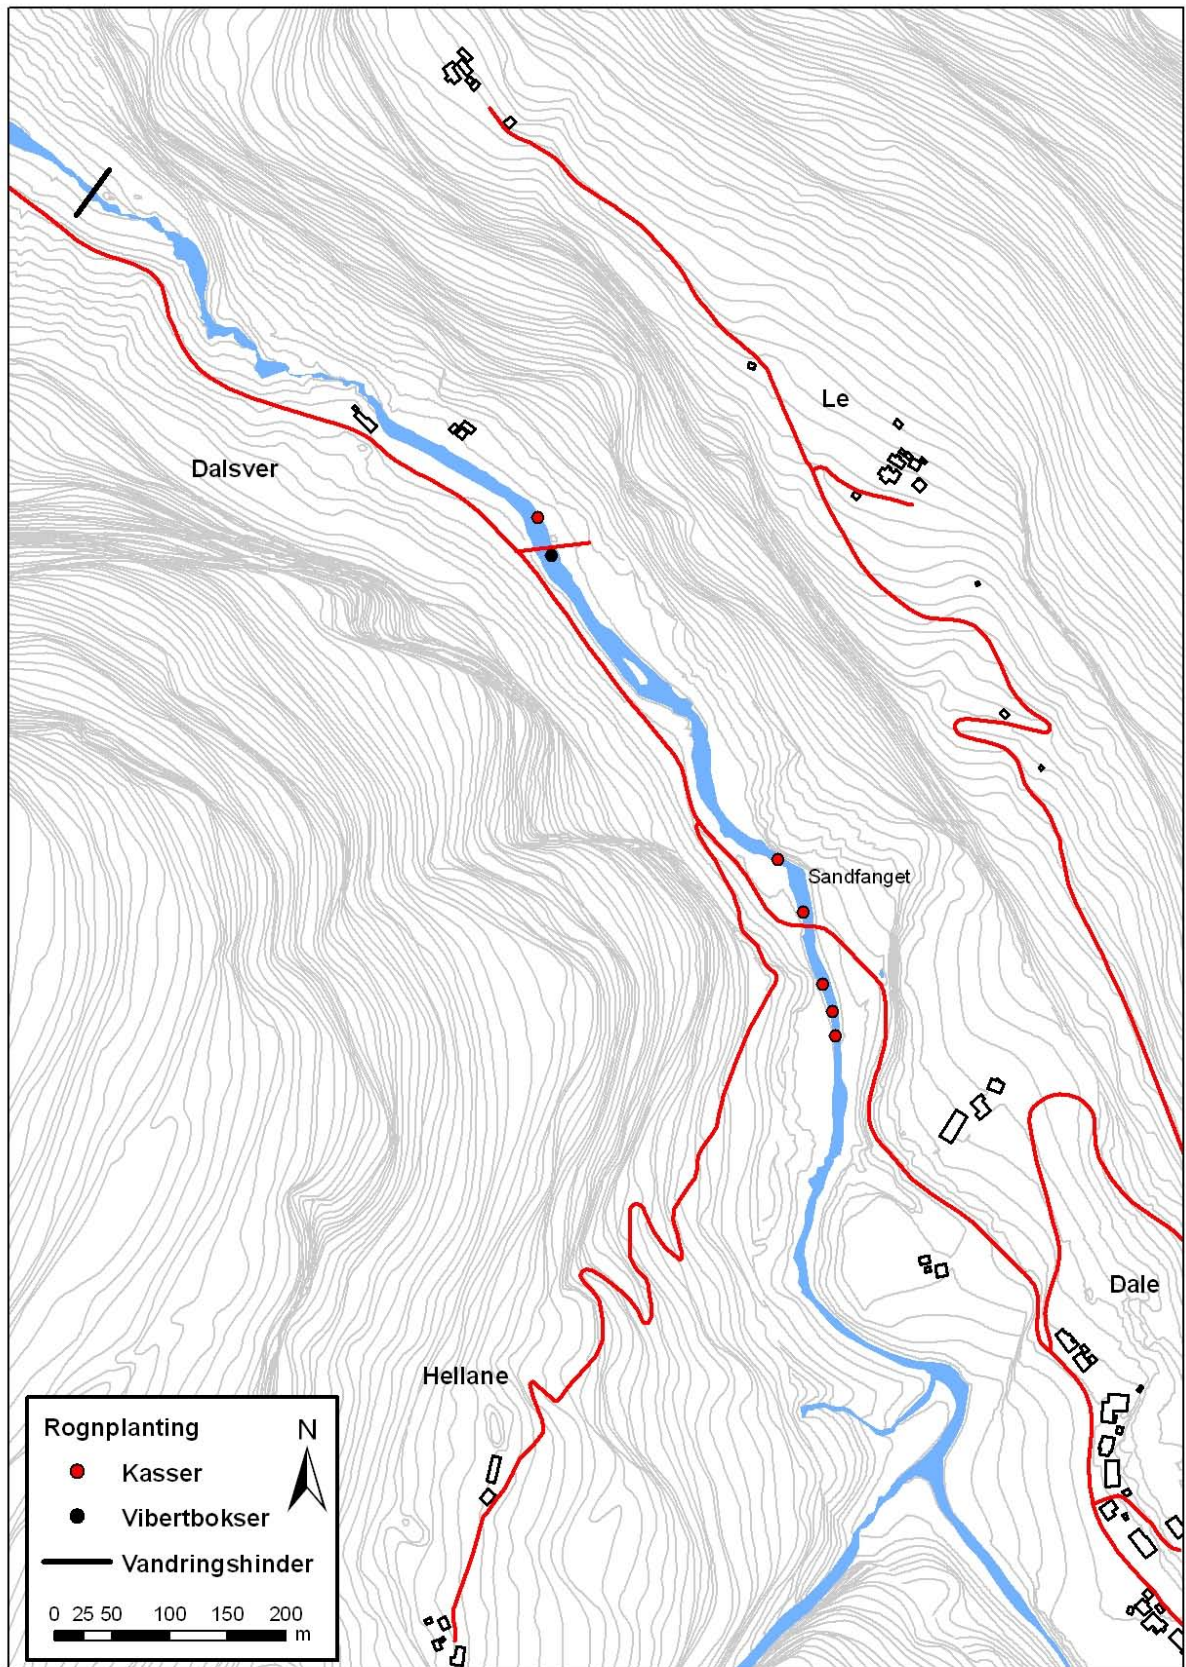 Le
Dalsver
Sandfanget
Dale
Hellane
Rognplanting
N
Kasser
Vibertbokser
Vandringshinder
0 25 50 100 150 200
m